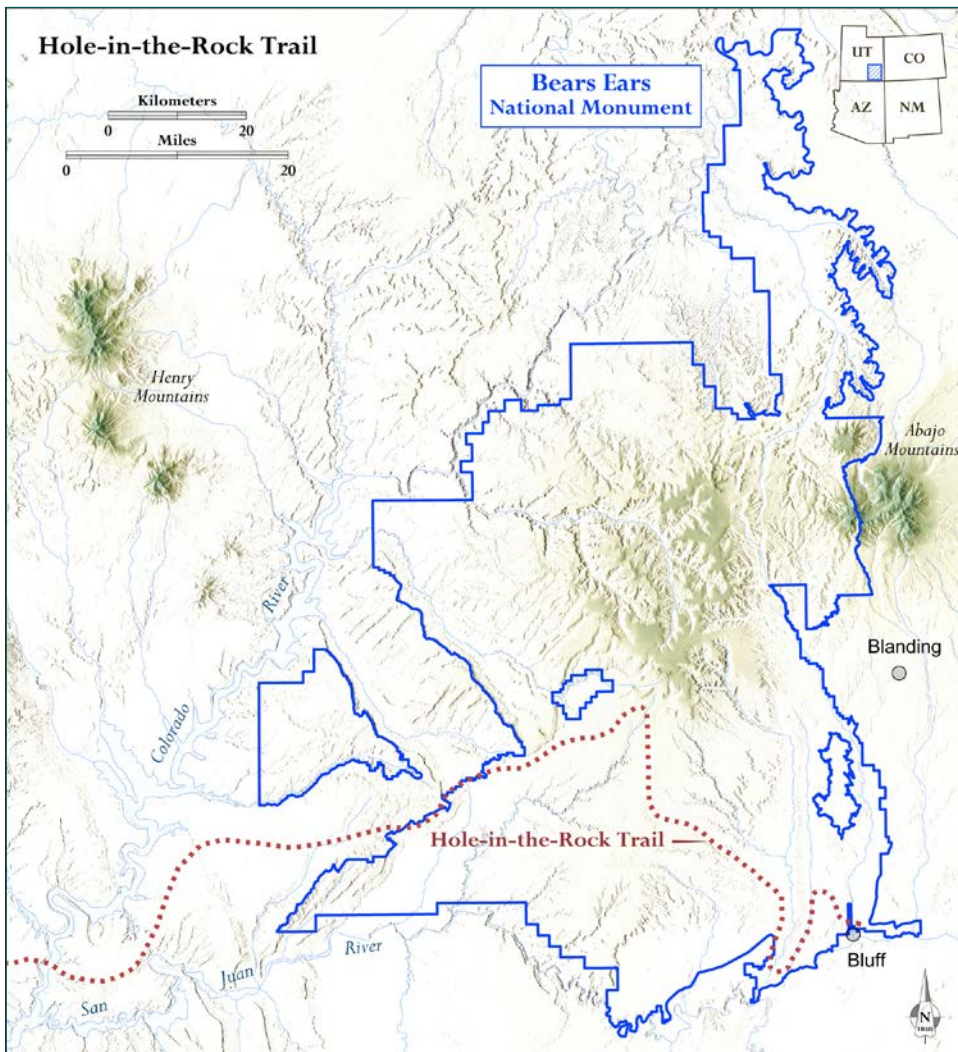 Hole-in-the-Rock Trail
Kilometers
0 20
Miles
0 20
Bears Ears
National Monument
UT
CO
AZ
NM
Henry
Mountains
Abajo
Mountains
River
Colorado
Blanding
Hole-in-the-Rock Trail
River
Juan
San
Bluff
N